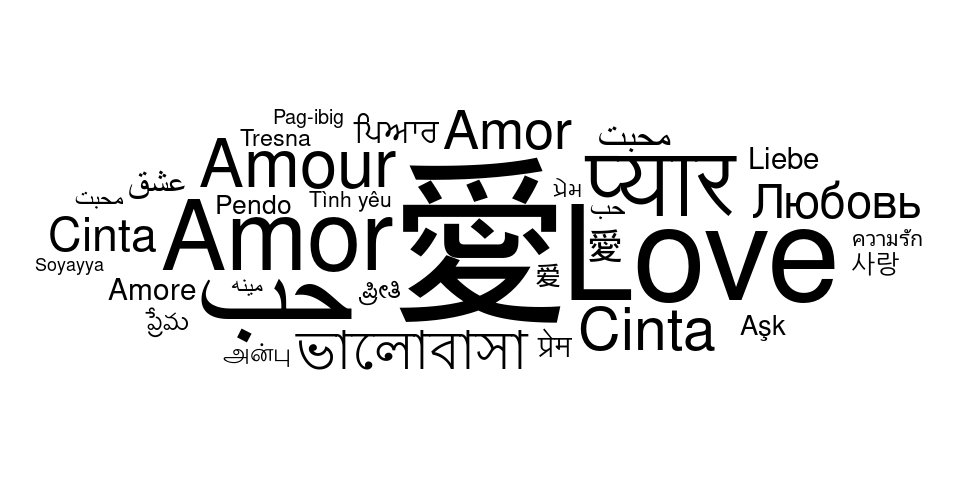 Pag-ibig
Tresna
ਪਿਆਰ
Amor
محبت
Amour
प्यार
Liebe
عشق
محبت
Pendo
Tình yêu
પ્રેમ
حب
Любовь
Cinta
Amor
愛
愛
Love
ความรัก
사랑
Soyayya
Amore
حب
مينه
ప్రేమ
ಪ್ರೀತಿ
爱
Cinta
Aşk
அன்பு
ভালোবাসা
प्रेम